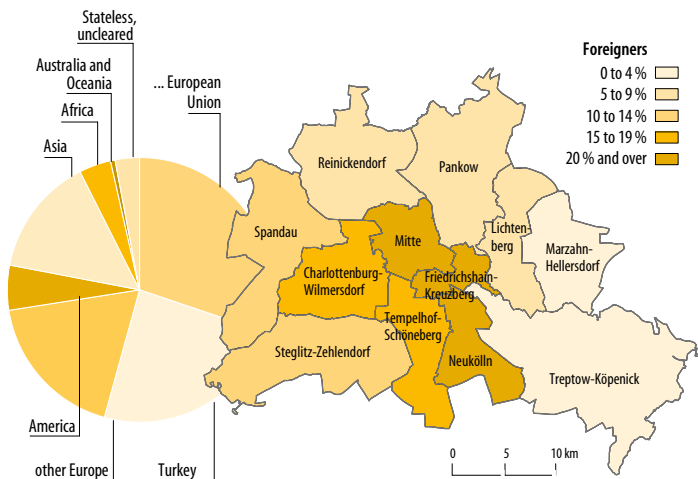 Stateless,
uncleared
Australia and
Oceania
Africa
Asia
... European
Union
America
other Europe
Turkey
Foreigners
0 to 4 %
5 to 9 %
10 to 14 %
15 to 19 %
20 % and over
Reinickendorf
Pankow
Spandau
Mitte
Lichten-
berg
Marzahn-
Hellersdorf
Charlottenburg-
Wilmersdorf
Friedrichshain-
Kreuzberg
Tempelhof-
Schöneberg
Steglitz-Zehlendorf
Neukölln
Treptow-Köpenick
0 5 10 km